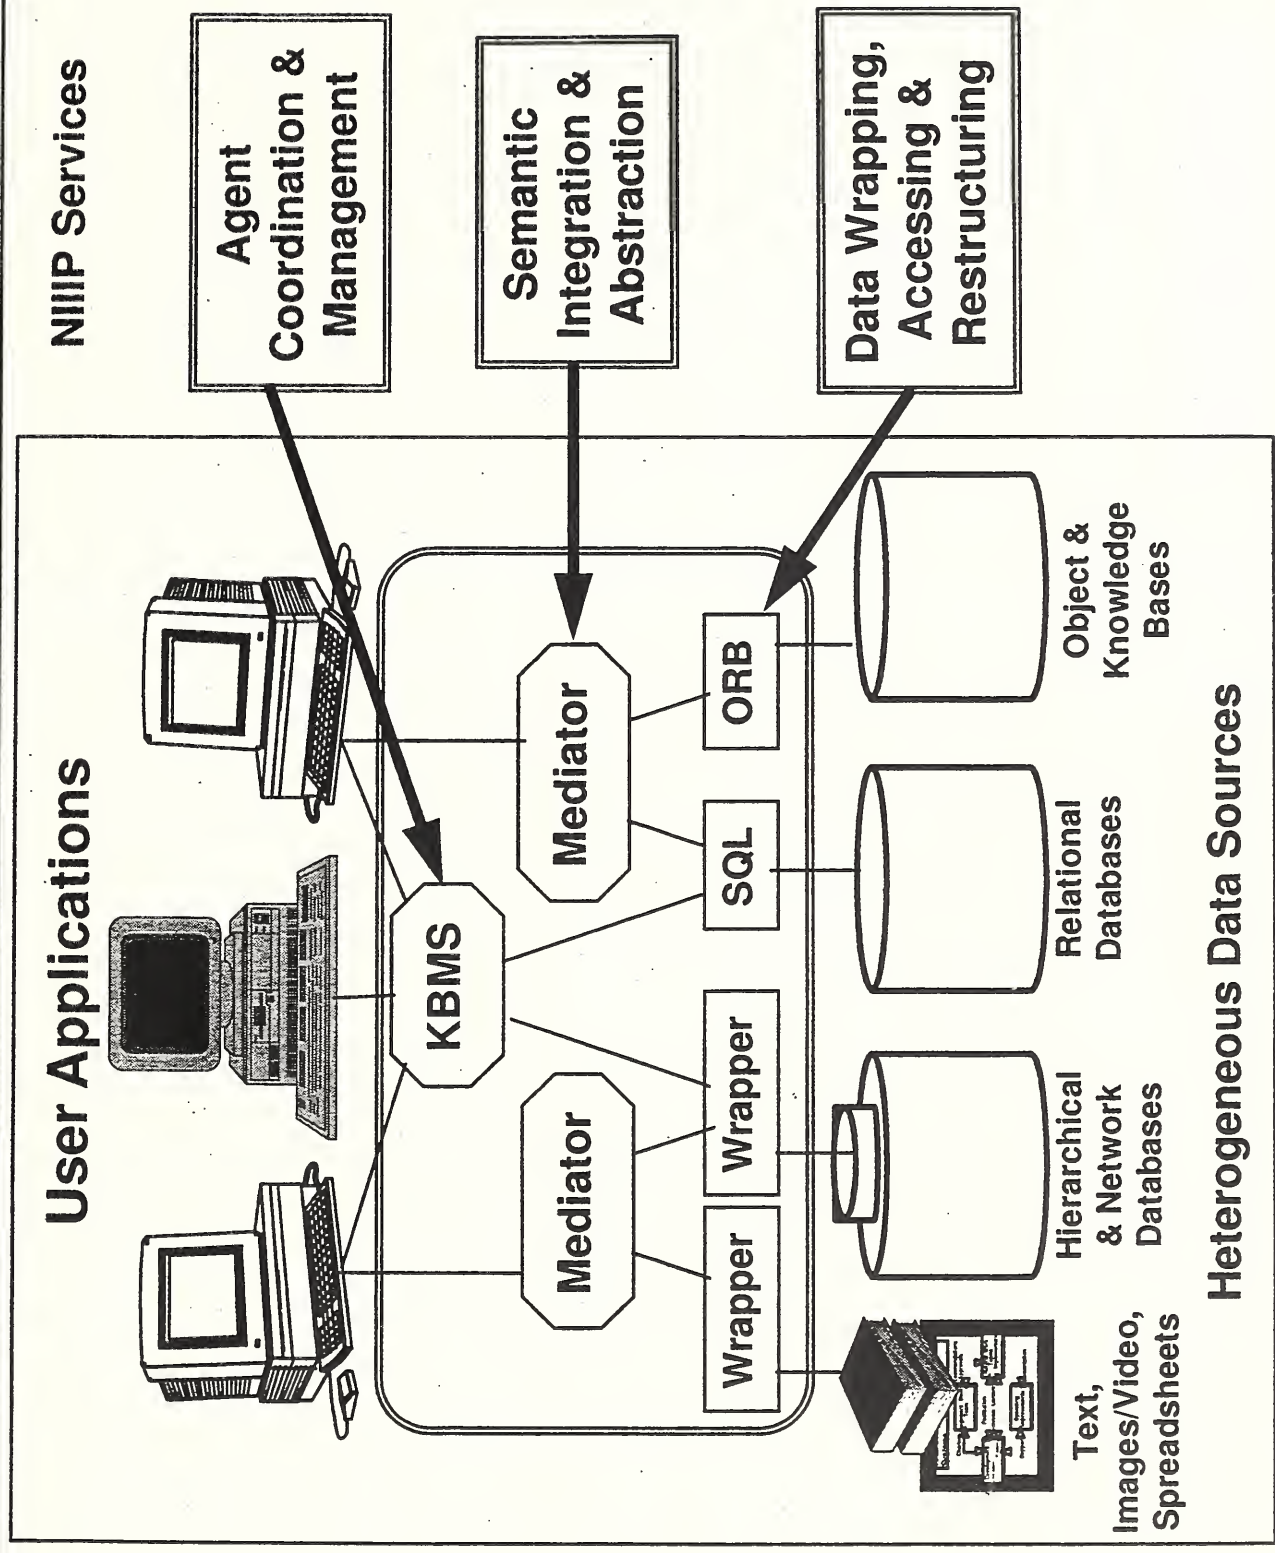 User Applications
NIIIP Services
Agent
Coordination &
Management
KBMS
Mediator
Mediator
Semantic
Integration &
Abstraction
Wrapper
Wrapper
SQL
ORB
Data Wrapping,
Accessing &
Restructuring
Text,
Images/Video,
Spreadsheets
Hierarchical
& Network
Databases
Relational
Databases
Object &
Knowledge
Bases
Heterogeneous Data Sources